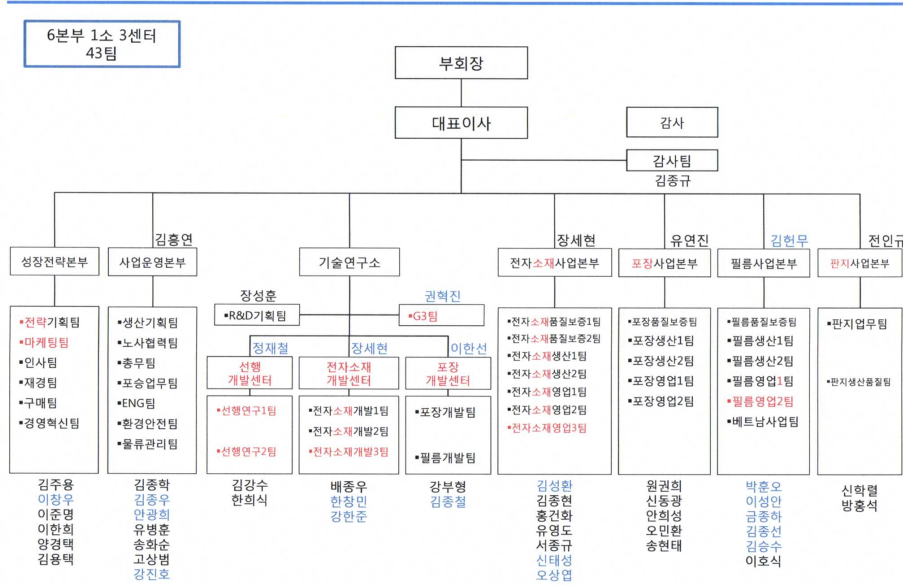 6본부 1소 3센터
43팀
부회장
대표이사
감사
감사팀
김종규
성장전략본부
김홍연
사업운영본부
기술연구소
장세현
전자소재사업본부
유연진
포장사업본부
김헌무
필름사업본부
전인규
판지사업본부
▪전략기획팀
▪마케팅팀
▪인사팀
▪재경팀
▪구매팀
▪경영혁신팀
김주용
이창우
이준명
이한희
양경택
김용택
▪생산기획팀
▪노사협력팀
▪총무팀
▪포승업무팀
▪ENG팀
▪환경안전팀
▪물류관리팀
김종학
김종우
안광희
유병훈
송화순
고상범
강진호
장성훈
▪R&D기획팀
권혁진
▪G3팀
정재철
선행
개발센터
▪선행연구1팀
▪선행연구2팀
김강수
한희식
장세현
전자소재
개발센터
▪전자소재개발1팀
▪전자소재개발2팀
▪전자소재개발3팀
배종우
한창민
강한준
이한선
포장
개발센터
▪포장개발팀
▪필름개발팀
강부형
김종철
▪전자소재품질보증1팀
▪전자소재품질보증2팀
▪전자소재생산1팀
▪전자소재생산2팀
▪전자소재영업1팀
▪전자소재영업2팀
▪전자소재영업3팀
김성환
김종현
홍건화
유영도
서종규
신태성
오상엽
▪포장품질보증팀
▪포장생산1팀
▪포장생산2팀
▪포장영업1팀
▪포장영업2팀
원권희
신동광
안희성
오민환
송현태
▪필름품질보증팀
▪필름생산1팀
▪필름생산2팀
▪필름영업1팀
▪필름영업2팀
▪베트남사업팀
박훈오
이성안
금종하
김종선
김승수
이호식
▪판지업무팀
▪판지생산품질팀
신학렬
방홍석